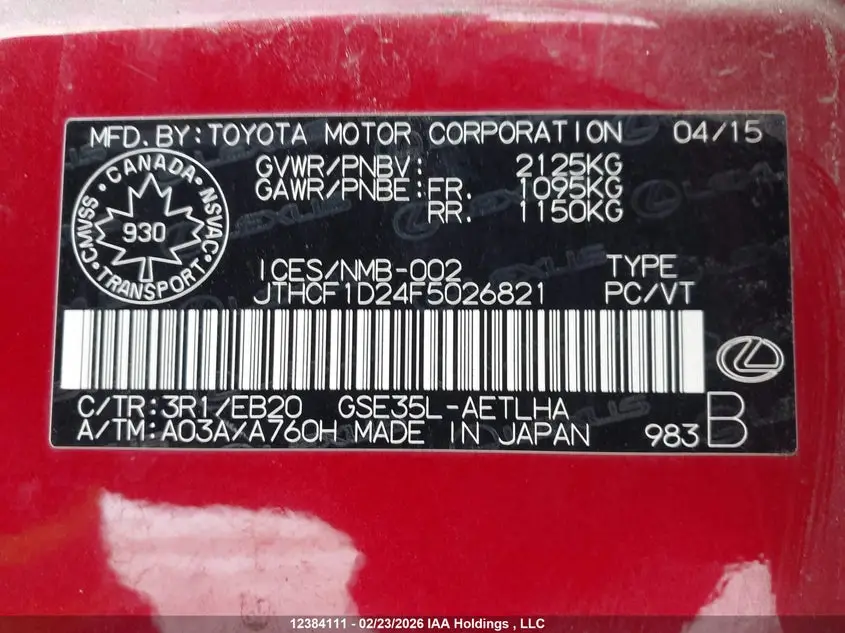 MFD.BY:TOYOTA MOTOR CORPORATION 04/15
GVWR/PNBV: 2125KG
GAWR/PNBE:FR. 1095KG
RR. 1150KG
CANADA
CMVSS NSVAC
930
TRANSPORT
ICES/NMB-002 TYPE
JTHCF1D24F5026821 PC/VT
C/TR:3R1/EB20 GSE35L-AETLHA
A/TM:A03A/A760H MADE IN JAPAN 983 B
12384111 - 02/23/2026 IAA Holdings , LLC